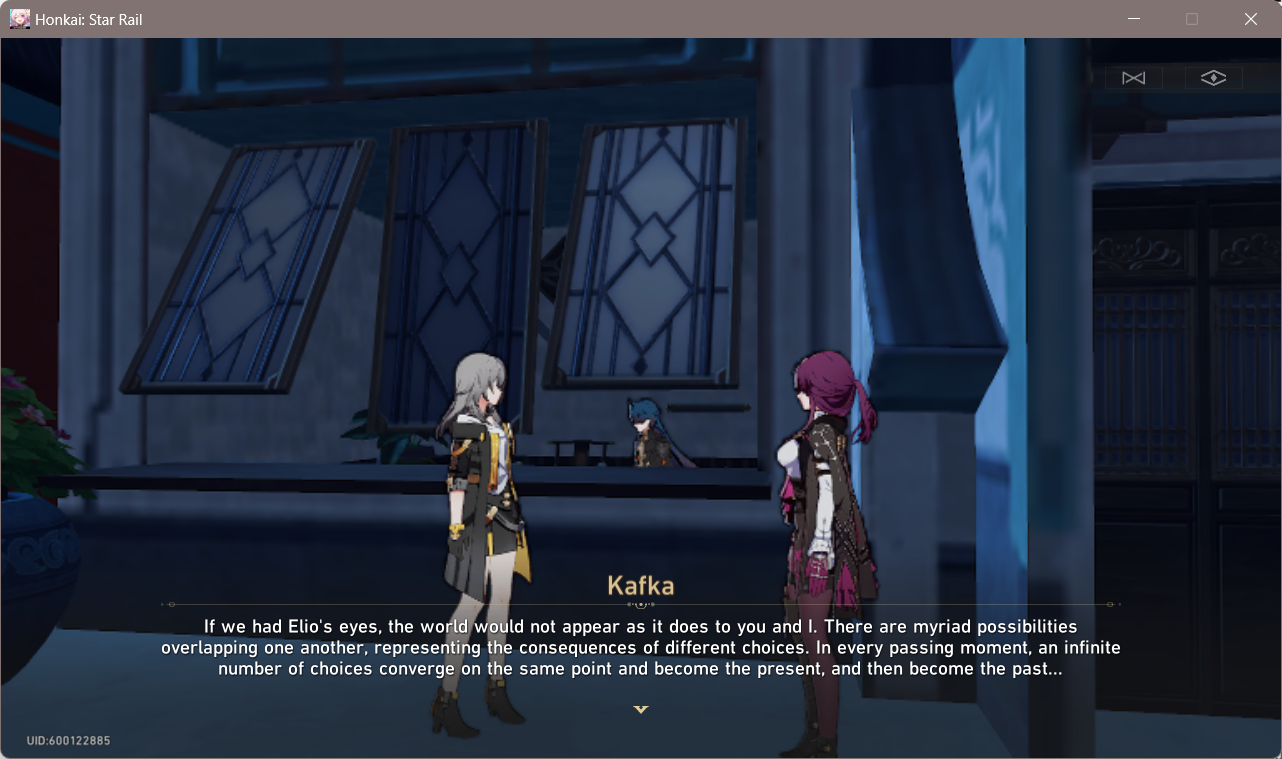 Honkai: Star Rail
Kafka
If we had Elio's eyes, the world would not appear as it does to you and I. There are myriad possibilities
overlapping one another, representing the consequences of different choices. In every passing moment, an infinite
number of choices converge on the same point and become the present, and then become the past...
UID:600122885